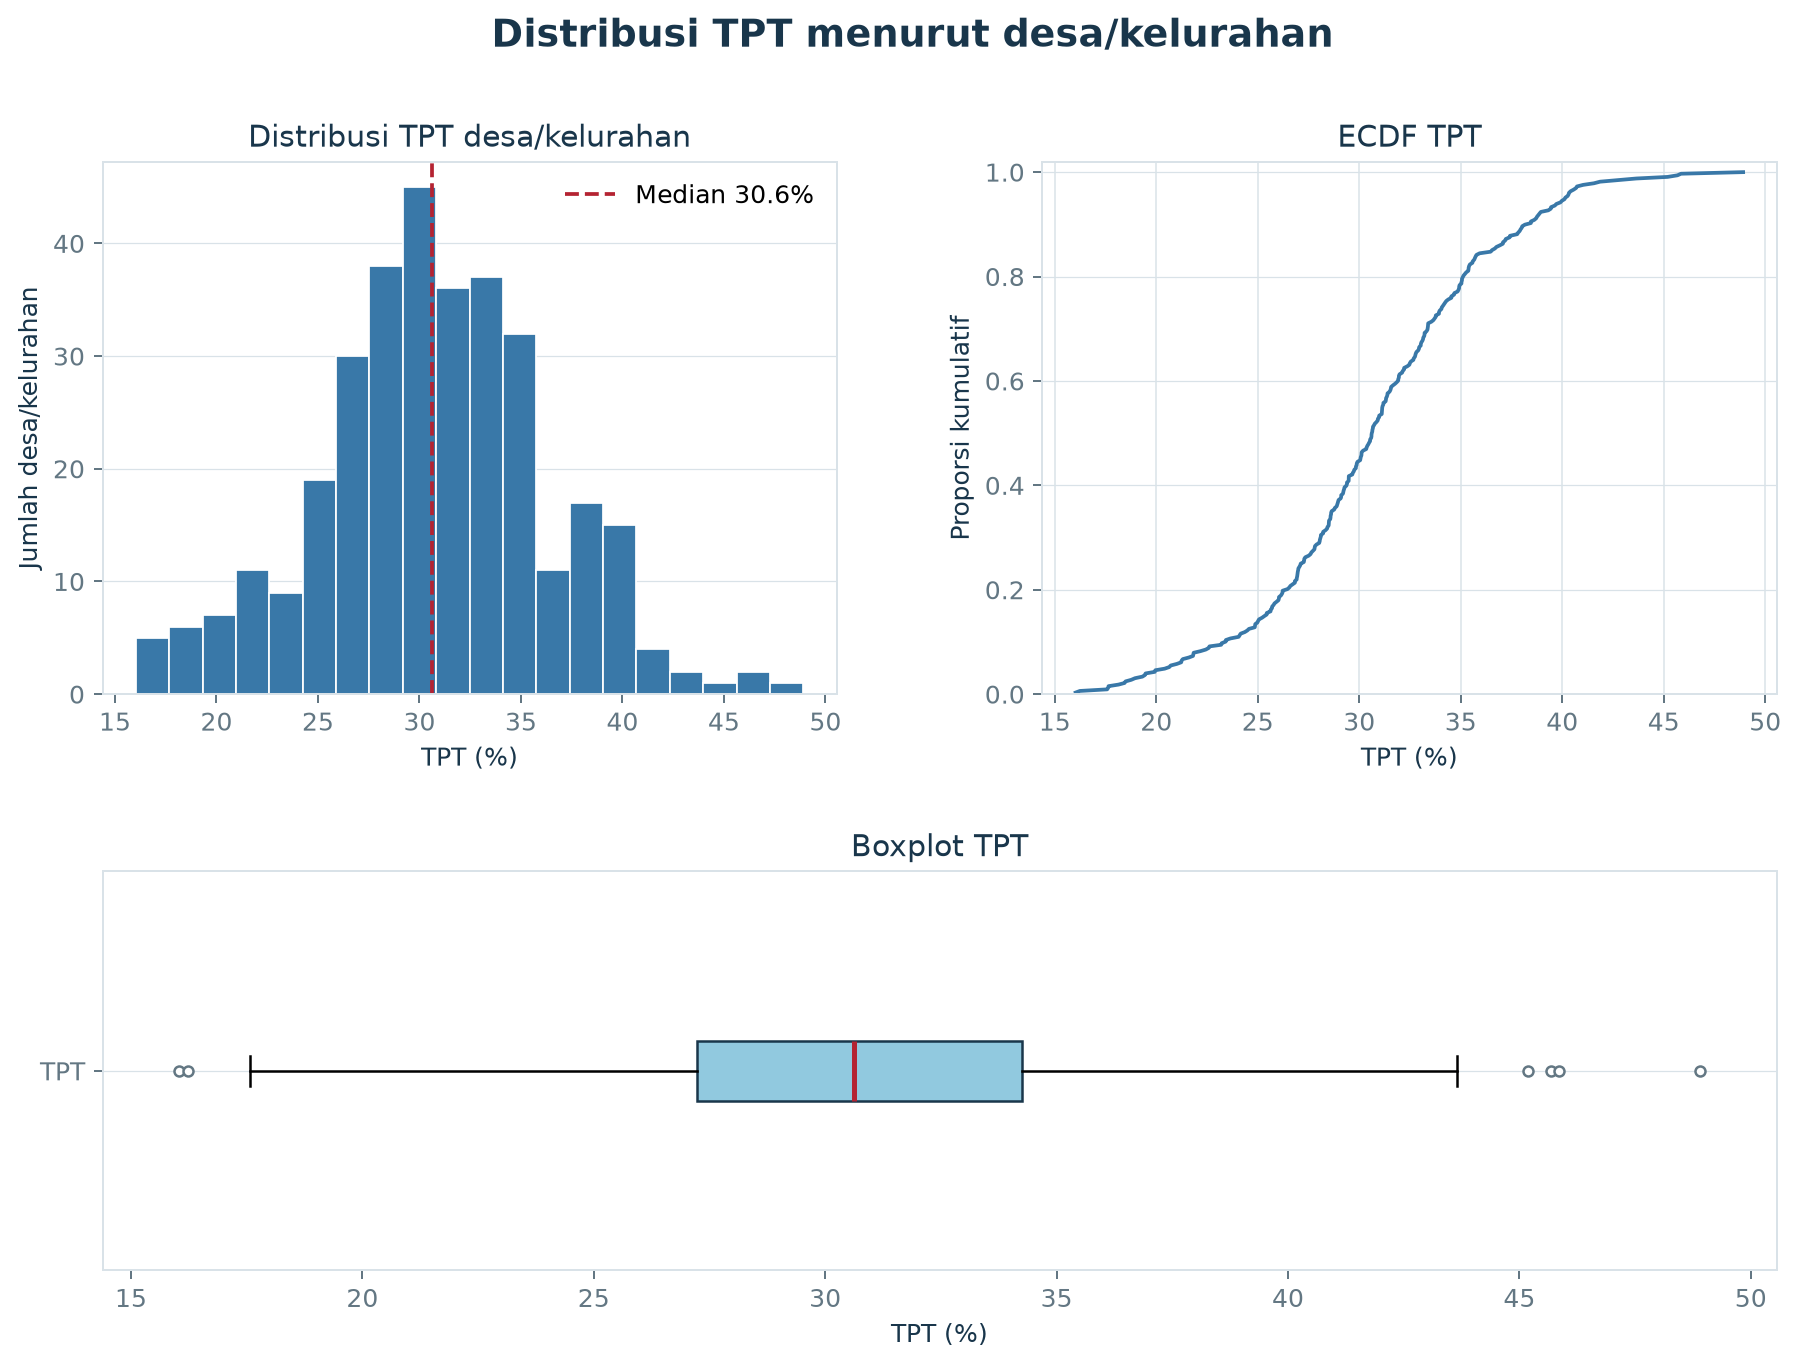 Distribusi TPT menurut desa/kelurahan
Distribusi TPT desa/kelurahan
Median 30.6%
Jumlah desa/kelurahan
40
30
20
10
0
15 20 25 30 35 40 45 50
TPT (%)
ECDF TPT
Proporsi kumulatif
1.0
0.8
0.6
0.4
0.2
0.0
15 20 25 30 35 40 45 50
TPT (%)
Boxplot TPT
TPT
15 20 25 30 35 40 45 50
TPT (%)